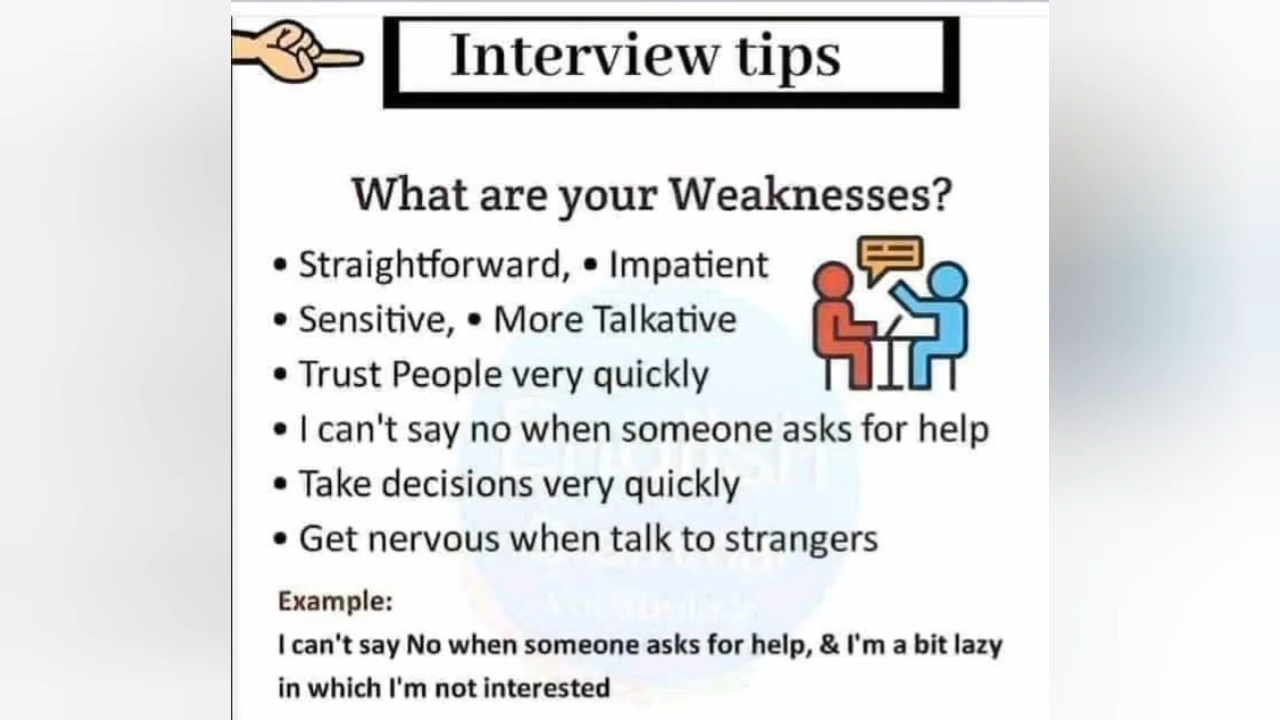 Interview tips
What are your Weaknesses?
• Straightforward, • Impatient
• Sensitive, • More Talkative
• Trust People very quickly
• I can't say no when someone asks for help
• Take decisions very quickly
• Get nervous when talk to strangers
Example:
I can't say No when someone asks for help, & I'm a bit lazy
in which I'm not interested
English